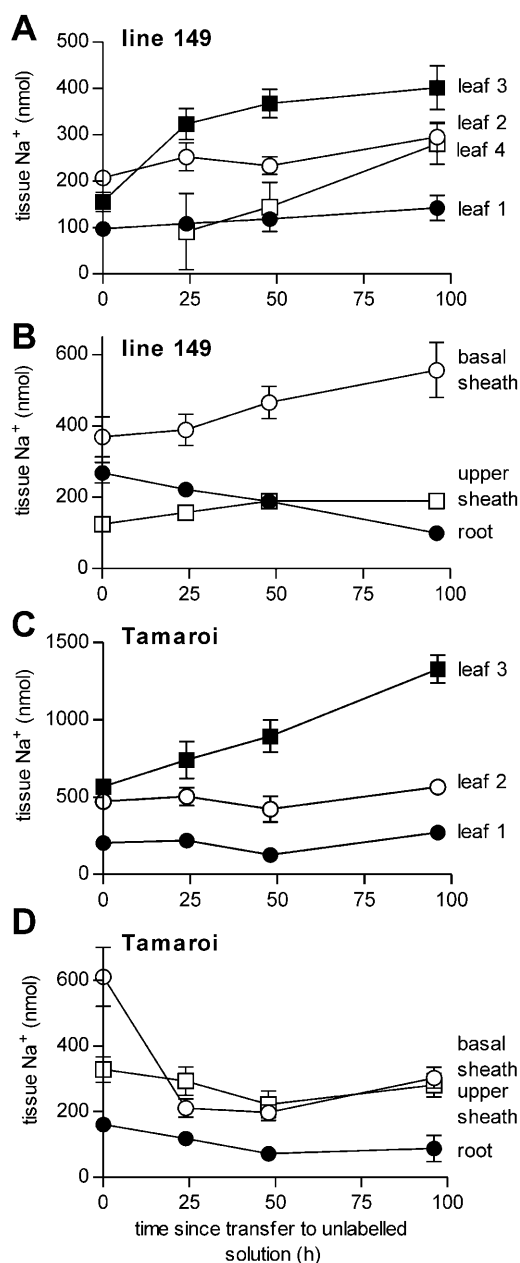 A
line 149
tissue Na⁺ (nmol)
500
400
300
200
100
0
leaf 3
leaf 2
leaf 4
leaf 1
0 25 50 75 100
B
line 149
tissue Na⁺ (nmol)
600
400
200
0
basal
sheath
upper
sheath
root
0 25 50 75 100
C
Tamaroi
tissue Na⁺ (nmol)
1500
1000
500
0
leaf 3
leaf 2
leaf 1
0 25 50 75 100
D
Tamaroi
tissue Na⁺ (nmol)
600
400
200
0
basal
sheath
upper
sheath
root
0 25 50 75 100
time since transfer to unlabelled
solution (h)